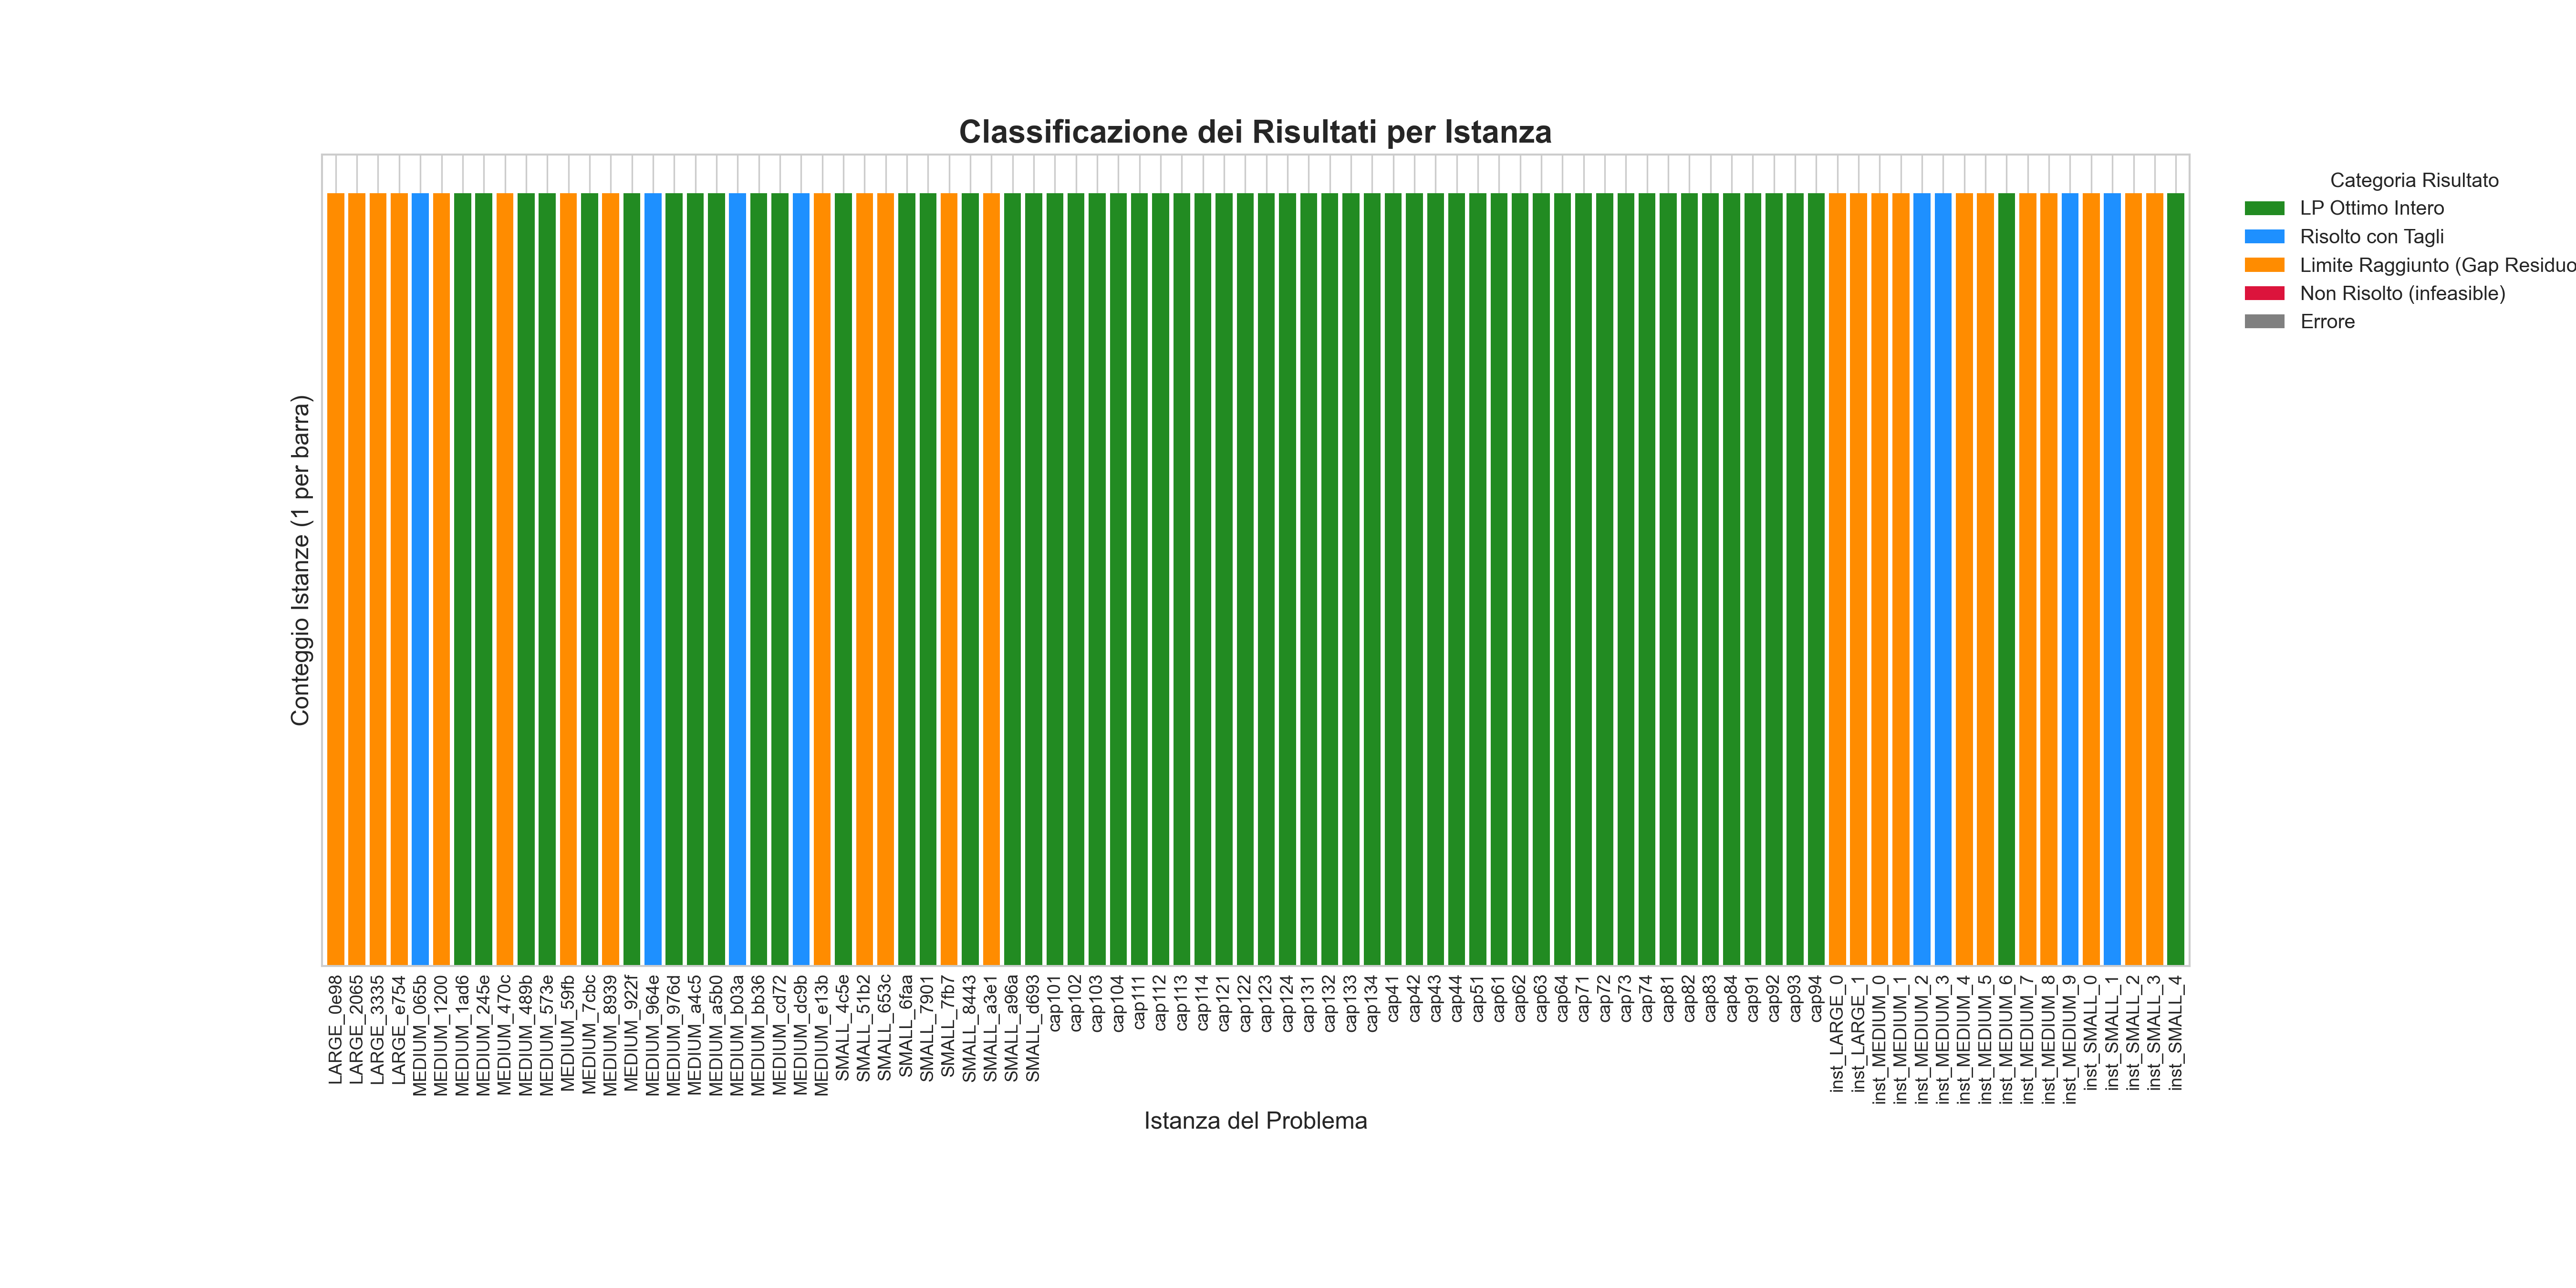 Classificazione dei Risultati per Istanza
Categoria Risultato
LP Ottimo Intero
Risolto con Tagli
Limite Raggiunto (Gap Residuo
Non Risolto (infeasible)
Errore
Conteggio Istanze (1 per barra)
LARGE_0e98
LARGE_2065
LARGE_3335
LARGE_e754
MEDIUM_065b
MEDIUM_1200
MEDIUM_1ad6
MEDIUM_245e
MEDIUM_470c
MEDIUM_489b
MEDIUM_573e
MEDIUM_59fb
MEDIUM_7cbc
MEDIUM_8939
MEDIUM_922f
MEDIUM_964e
MEDIUM_976d
MEDIUM_a4c5
MEDIUM_a5b0
MEDIUM_b03a
MEDIUM_bb36
MEDIUM_cd72
MEDIUM_dc9b
MEDIUM_e13b
SMALL_4c5e
SMALL_51b2
SMALL_653c
SMALL_6faa
SMALL_7901
SMALL_7fb7
SMALL_8443
SMALL_a3e1
SMALL_a96a
SMALL_d693
cap101
cap102
cap103
cap104
cap111
cap112
cap113
cap114
cap121
cap122
cap123
cap124
cap131
cap132
cap133
cap134
cap41
cap42
cap43
cap44
cap51
cap61
cap62
cap63
cap64
cap71
cap72
cap73
cap74
cap81
cap82
cap83
cap84
cap91
cap92
cap93
cap94
inst_LARGE_0
inst_LARGE_1
inst_MEDIUM_0
inst_MEDIUM_1
inst_MEDIUM_2
inst_MEDIUM_3
inst_MEDIUM_4
inst_MEDIUM_5
inst_MEDIUM_6
inst_MEDIUM_7
inst_MEDIUM_8
inst_MEDIUM_9
inst_SMALL_0
inst_SMALL_1
inst_SMALL_2
inst_SMALL_3
inst_SMALL_4
Istanza del Problema